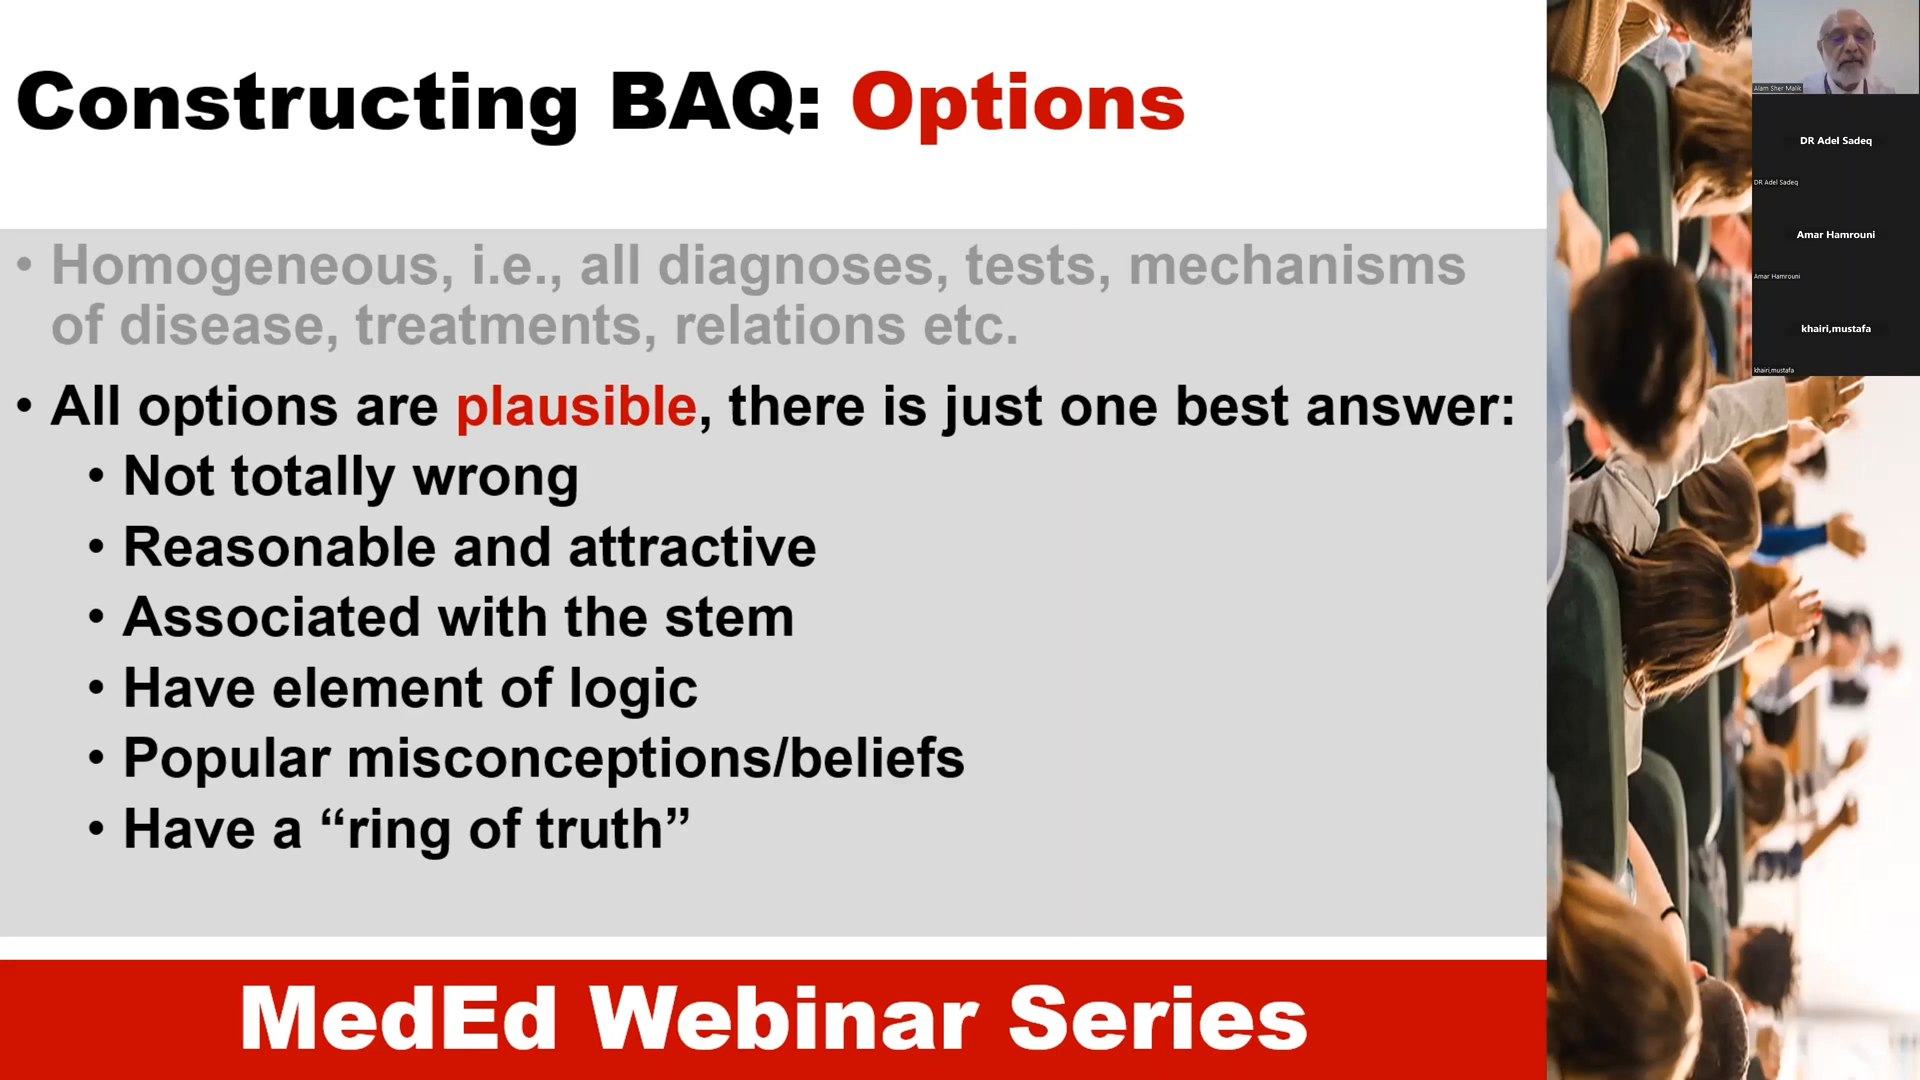 Constructing BAQ: Options
• Homogeneous, i.e., all diagnoses, tests, mechanisms
of disease, treatments, relations etc.
• All options are plausible, there is just one best answer:
• Not totally wrong
• Reasonable and attractive
• Associated with the stem
• Have element of logic
• Popular misconceptions/beliefs
• Have a “ring of truth”
MedEd Webinar Series
Alam Sher Malik
DR Adel Sadeq
DR Adel Sadeq
Amar Hamrouni
Amar Hamrouni
khairi,mustafa
khairi,mustafa